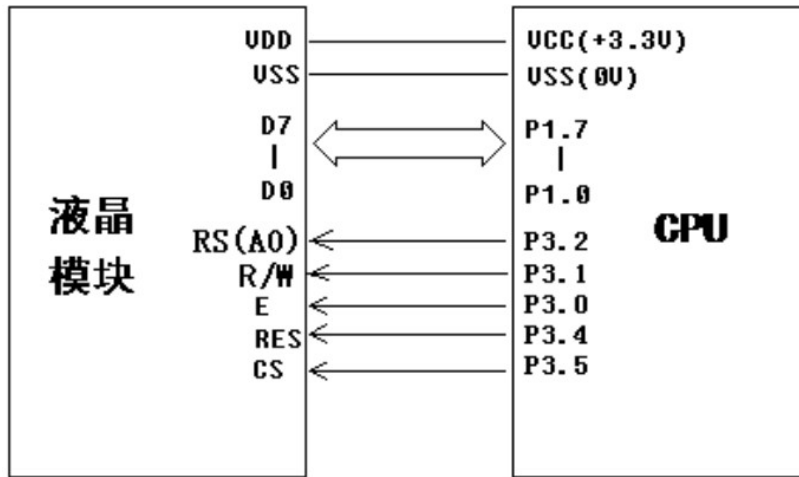 VDD VCC(+3.3V)
VSS VSS(0V)
D7 P1.7
| |
D0 P1.0
液晶
模块
CPU
RS(A0) P3.2
R/W P3.1
E P3.0
RES P3.4
CS P3.5